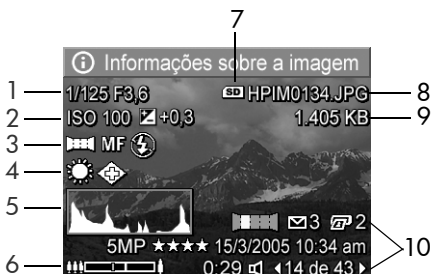 7
Informações sobre a imagem
1 1/125 F3,6 SD HPIM0134.JPG 8
2 ISO 100 +0,3 1.405 KB 9
3 MF
4
5
3 2 10
5MP ★★★★ 15/3/2005 10:34 am
6 0:29 14 de 43